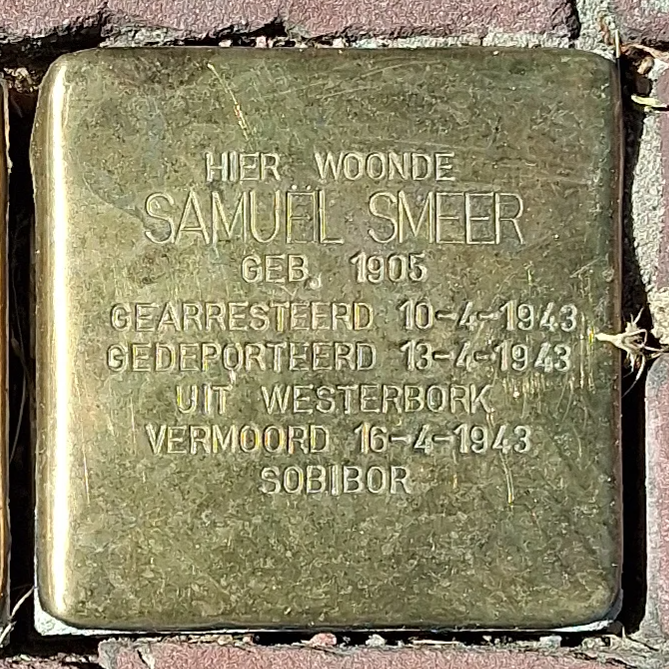 HIER WOONDE
SAMUËL SMEER
GEB. 1905
GEARRESTEERD 10-4-1943
GEDEPORTEERD 13-4-1943
UIT WESTERBORK
VERMOORD 16-4-1943
SOBIBOR